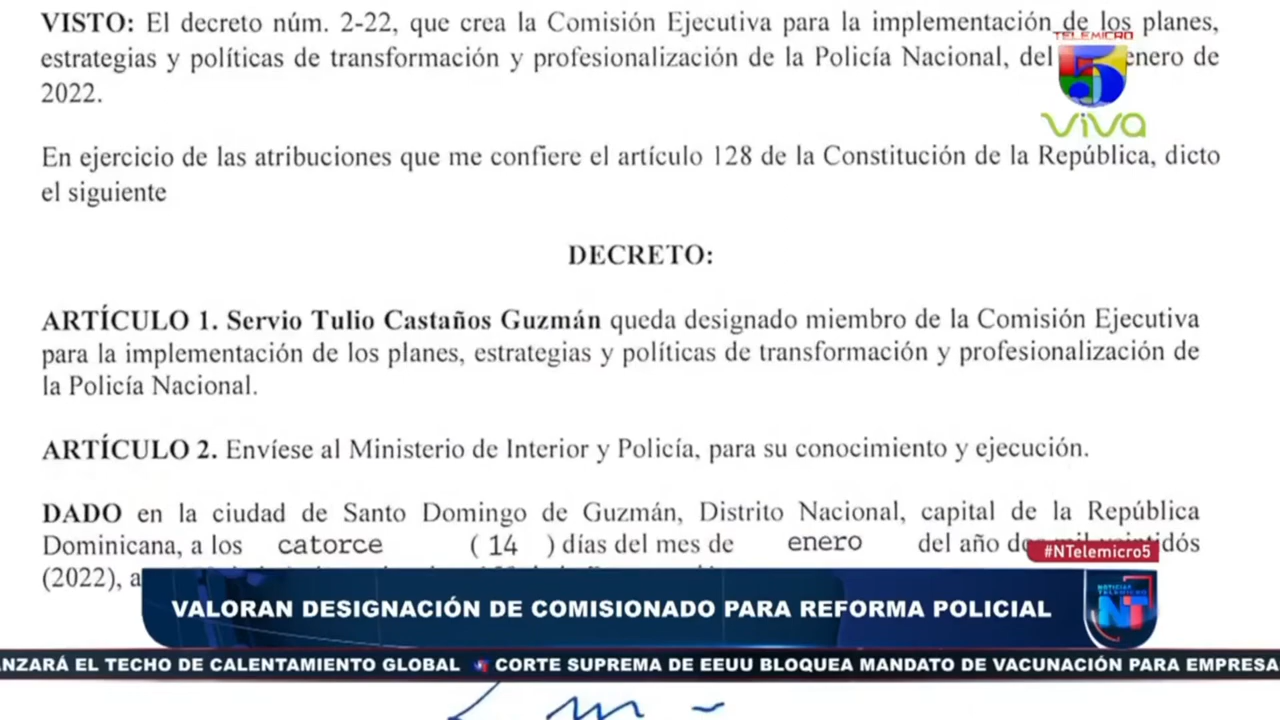 VISTO: El decreto núm. 2-22, que crea la Comisión Ejecutiva para la implementación de los planes,
estrategias y políticas de transformación y profesionalización de la Policía Nacional, del enero de
2022.
TELEMICRO
5
viva
En ejercicio de las atribuciones que me confiere el artículo 128 de la Constitución de la República, dicto
el siguiente
DECRETO:
ARTÍCULO 1. Servio Tulio Castaños Guzmán queda designado miembro de la Comisión Ejecutiva
para la implementación de los planes, estrategias y políticas de transformación y profesionalización de
la Policía Nacional.
ARTÍCULO 2. Envíese al Ministerio de Interior y Policía, para su conocimiento y ejecución.
DADO en la ciudad de Santo Domingo de Guzmán, Distrito Nacional, capital de la República
Dominicana, a los catorce ( 14 ) días del mes de enero del año
#NTelemicro5
(2022), a
VALORAN DESIGNACIÓN DE COMISIONADO PARA REFORMA POLICIAL
NOTICIAS
TELEMICRO
NT
ANZARÁ EL TECHO DE CALENTAMIENTO GLOBAL CORTE SUPREMA DE EEUU BLOQUEA MANDATO DE VACUNACIÓN PARA EMPRESA